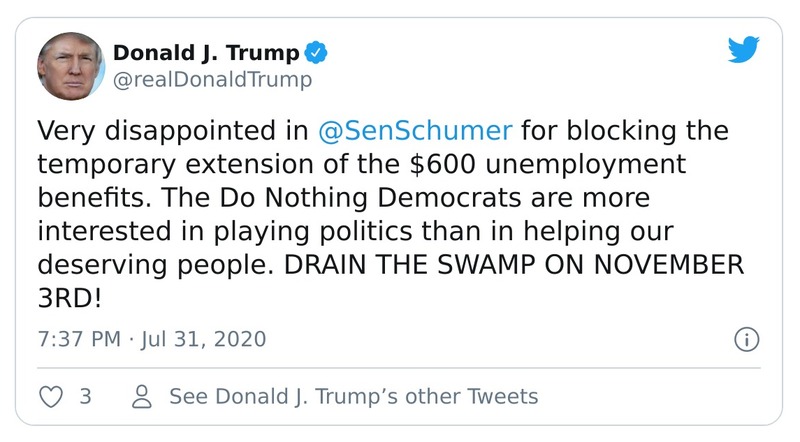 Donald J. Trump
@realDonaldTrump
Very disappointed in @SenSchumer for blocking the
temporary extension of the $600 unemployment
benefits. The Do Nothing Democrats are more
interested in playing politics than in helping our
deserving people. DRAIN THE SWAMP ON NOVEMBER
3RD!
7:37 PM · Jul 31, 2020
3 See Donald J. Trump’s other Tweets